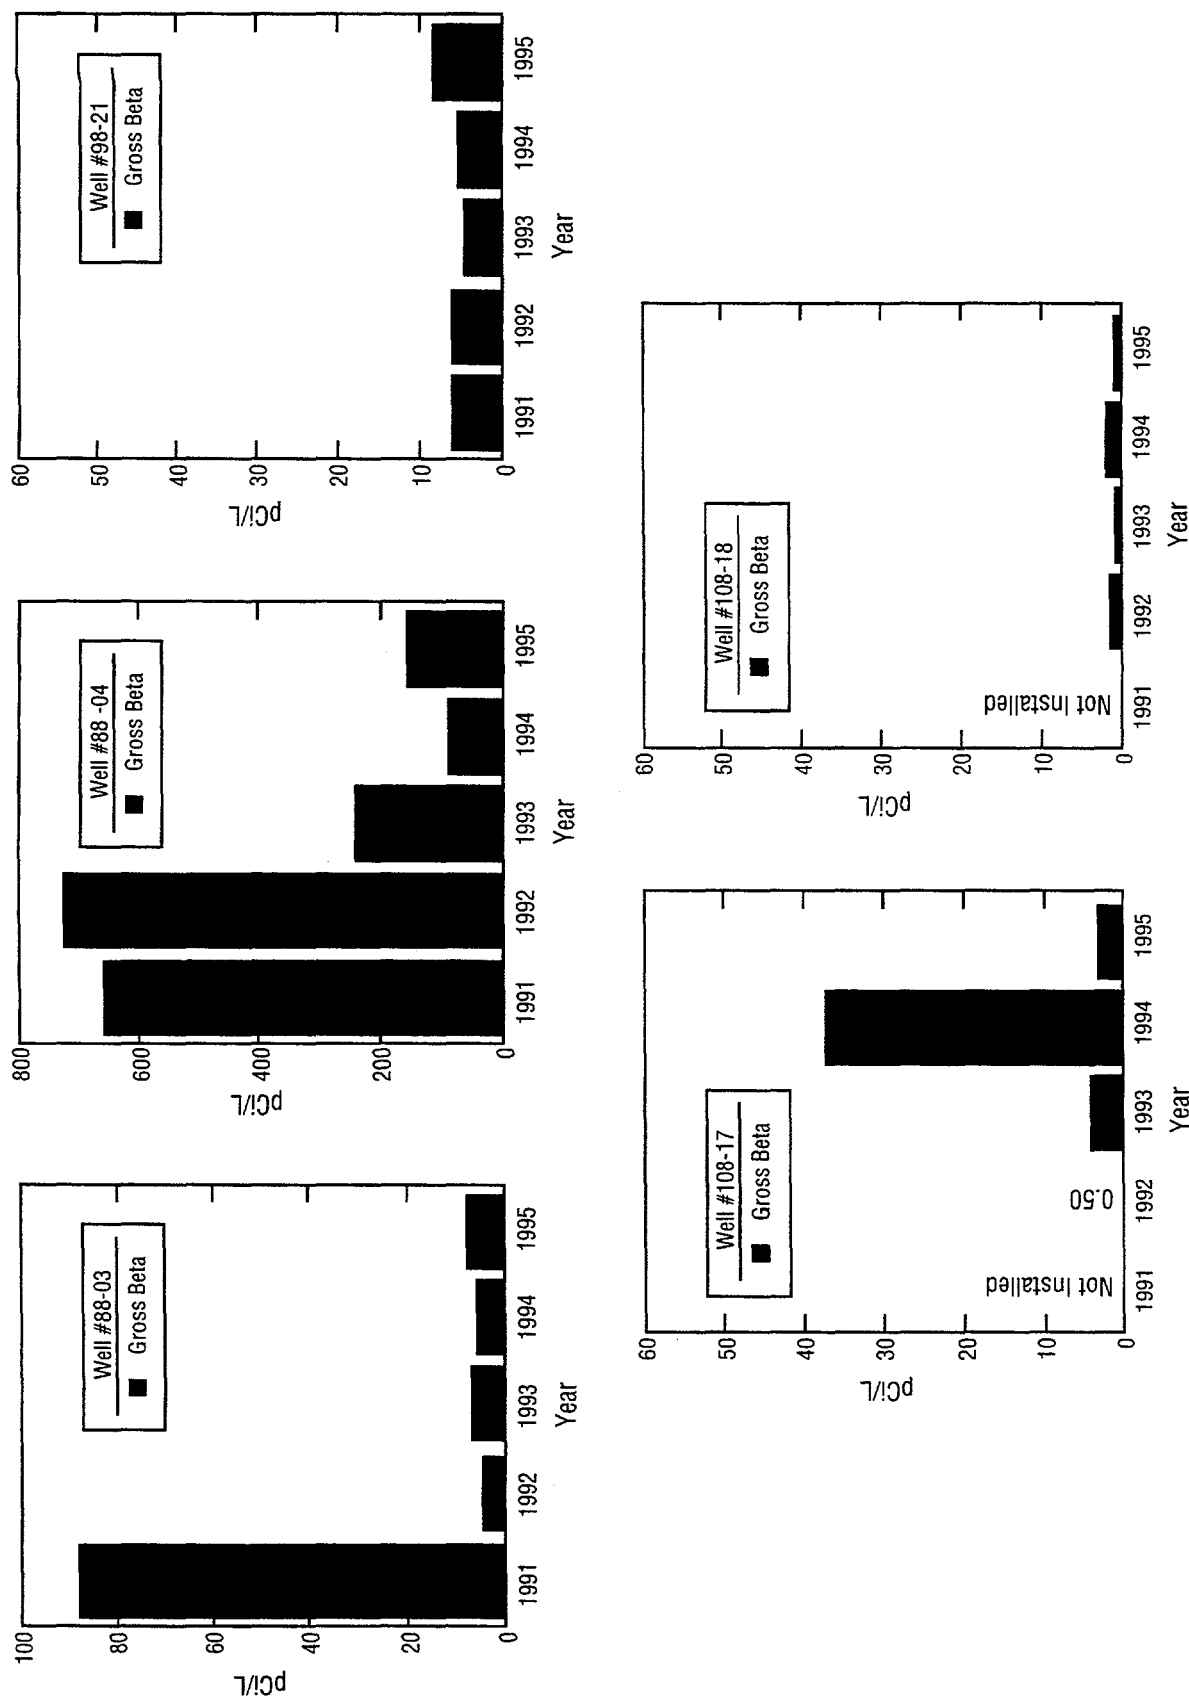 Well #88-03
Gross Beta
pCi/L
100
80
60
40
20
0
1991
1992
1993
1994
1995
Year
Well #88 -04
Gross Beta
pCi/L
800
600
400
200
0
1991
1992
1993
1994
1995
Year
Well #98-21
Gross Beta
pCi/L
60
50
40
30
20
10
0
1991
1992
1993
1994
1995
Year
Well #108-17
Gross Beta
pCi/L
60
50
40
30
20
10
0
Not Installed
0.50
1991
1992
1993
1994
1995
Year
Well #108-18
Gross Beta
pCi/L
60
50
40
30
20
10
0
Not Installed
1991
1992
1993
1994
1995
Year